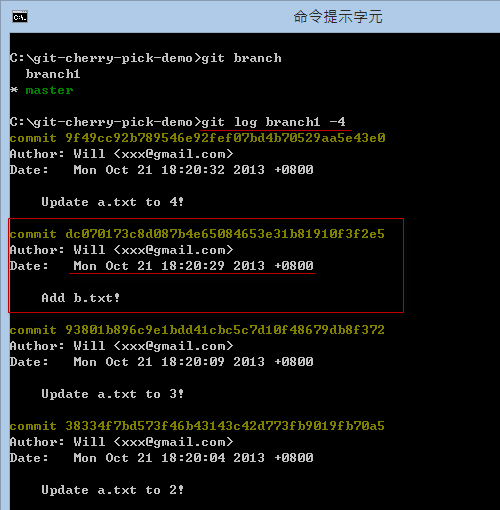 命令提示字元
C:\git-cherry-pick-demo>git branch
  branch1
* master
C:\git-cherry-pick-demo>git log branch1 -4
commit 9f49cc92b789546e92fef07bd4b70529aa5e43e0
Author: Will <xxx@gmail.com>
Date:   Mon Oct 21 18:20:32 2013 +0800
    Update a.txt to 4!
commit dc070173c8d087b4e65084653e31b81910f3f2e5
Author: Will <xxx@gmail.com>
Date:   Mon Oct 21 18:20:29 2013 +0800
    Add b.txt!
commit 93801b896c9e1bdd41cbc5c7d10f48679db8f372
Author: Will <xxx@gmail.com>
Date:   Mon Oct 21 18:20:09 2013 +0800
    Update a.txt to 3!
commit 38334f7bd573f46b43143c42d773fb9019fb70a5
Author: Will <xxx@gmail.com>
Date:   Mon Oct 21 18:20:04 2013 +0800
    Update a.txt to 2!